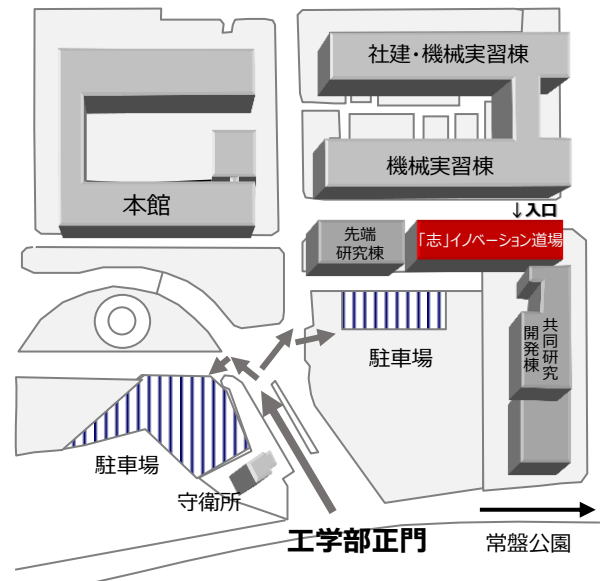 社建・機械実習棟
機械実習棟
本館
↓入口
先端
研究棟
「志」イノベーション道場
共同研究
開発棟
駐車場
駐車場
守衛所
工学部正門
常盤公園